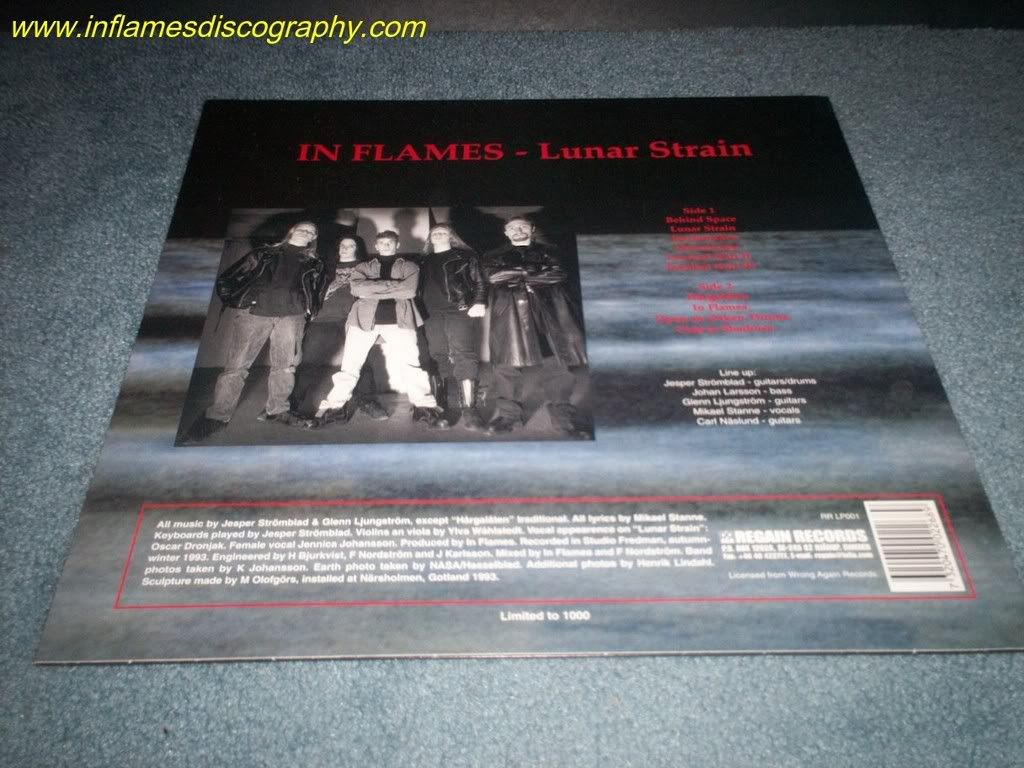 www.inflamesdiscography.com
IN FLAMES - Lunar Strain
Side 1
Behind Space
Lunar Strain
Side 2
Hårgalåten
In Flames
Line up:
Jesper Strömblad - guitars/drums
Johan Larsson - bass
Glenn Ljungström - guitars
Mikael Stanne - vocals
Carl Näslund - guitars
All music by Jesper Strömblad & Glenn Ljungström, except "Hårgalåten" traditional. All lyrics by Mikael Stanne.
Keyboards played by Jesper Strömblad. Violins an viola by Ylva Wåhlstedt. Vocal appearance on "Lunar Strain":
Oscar Dronjak. Female vocal Jennica Johansson. Produced by In Flames. Recorded in Studio Fredman, autumn-
winter 1993. Engineered by H Bjurkvist, F Nordström and J Karlsson. Mixed by In Flames and F Nordström. Band
photos taken by K Johansson. Earth photo taken by NASA/Hasselblad. Additional photos by Henrik Lindahl.
Sculpture made by M Olofgörs, installed at Närsholmen, Gotland 1993.
RR LP001
REGAIN RECORDS
Licensed from Wrong Again Records
Limited to 1000